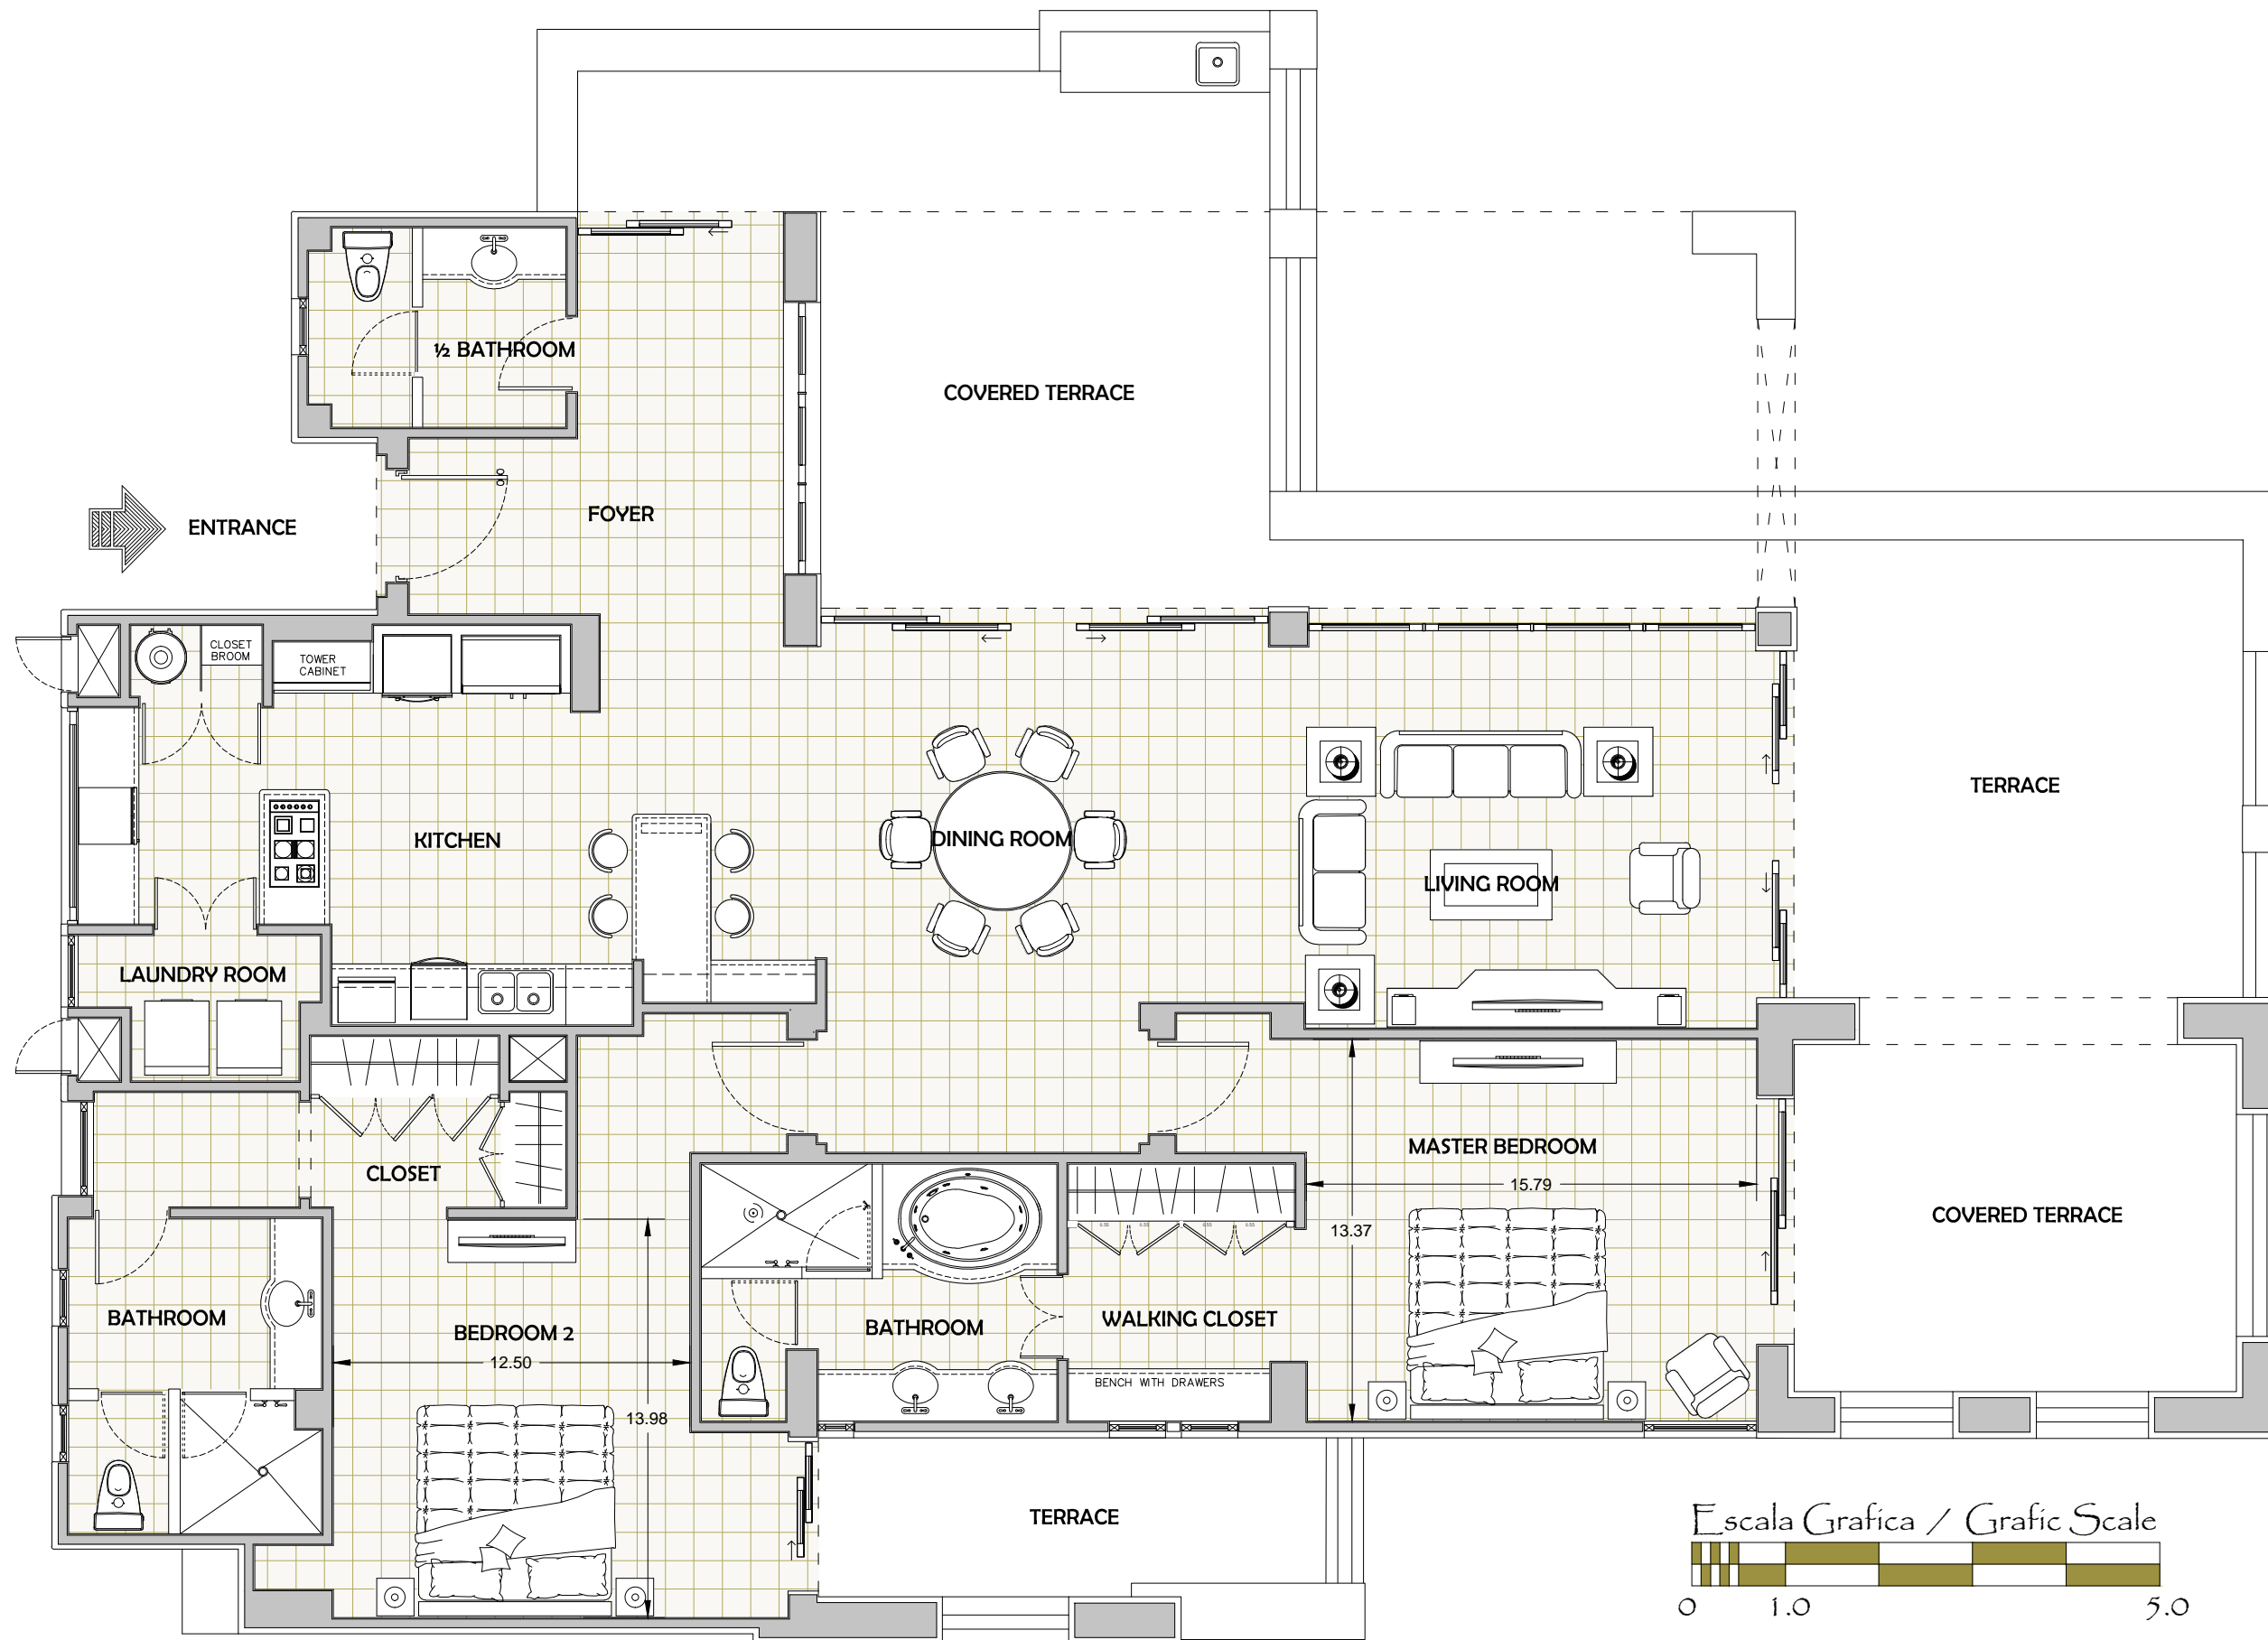 ½ BATHROOM
COVERED TERRACE
ENTRANCE
FOYER
CLOSET
BROOM
TOWER
CABINET
TERRACE
KITCHEN
DINING ROOM
LIVING ROOM
LAUNDRY ROOM
MASTER BEDROOM
CLOSET
15.79
COVERED TERRACE
13.37
BATHROOM
WALKING CLOSET
BATHROOM
BEDROOM 2
12.50
BENCH WITH DRAWERS
13.98
TERRACE
Escala Grafica / Grafic Scale
0 1.0 5.0